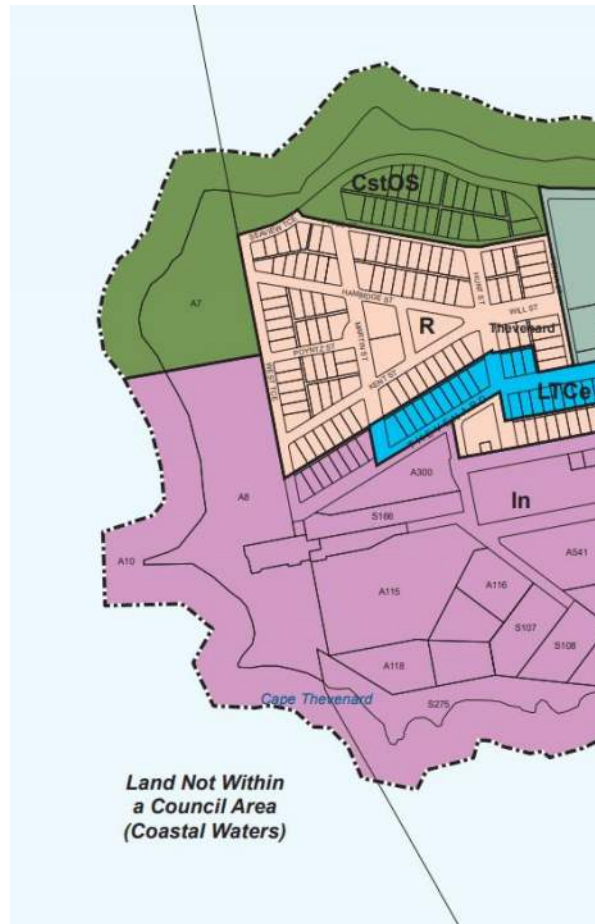 CstOS
SEAVIEW TCE
A7
HAMBIDGE ST
HUNT ST
WILL ST
R
Thevenard
MARTIN ST
POYNTZ ST
KENT ST
WEST TCE
LTCe
A300
A8
In
S166
A10
A541
A115
A116
S107
S108
A118
Cape Thevenard
S275
Land Not Within
a Council Area
(Coastal Waters)